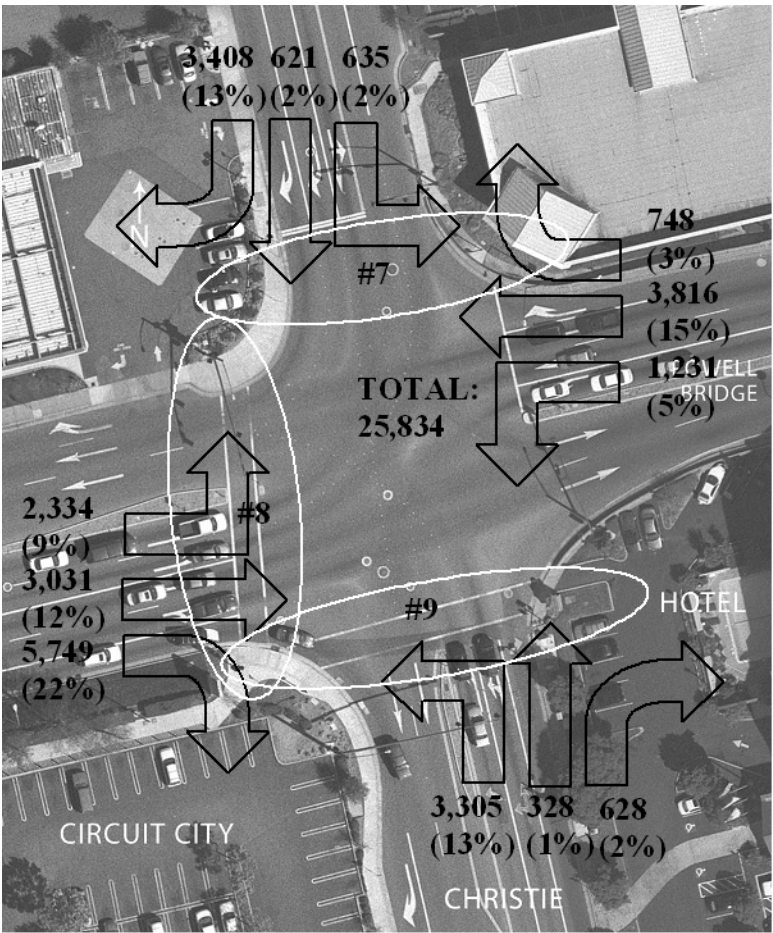 3,408 621 635
(13%) (2%) (2%)
N
748
(3%)
#7
3,816
(15%)
TOTAL:
25,834
1,231
(5%)
POWELL
BRIDGE
2,334
(9%)
#8
3,031
(12%)
#9
HOTEL
5,749
(22%)
3,305 328 628
(13%) (1%) (2%)
CIRCUIT CITY
CHRISTIE